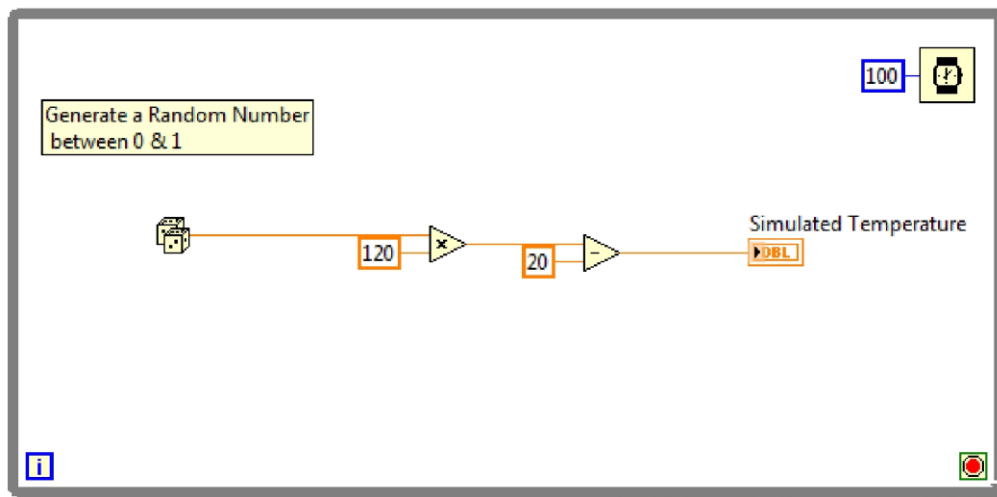 100
Generate a Random Number
between 0 & 1
Simulated Temperature
120
×
20
−
DBL
i